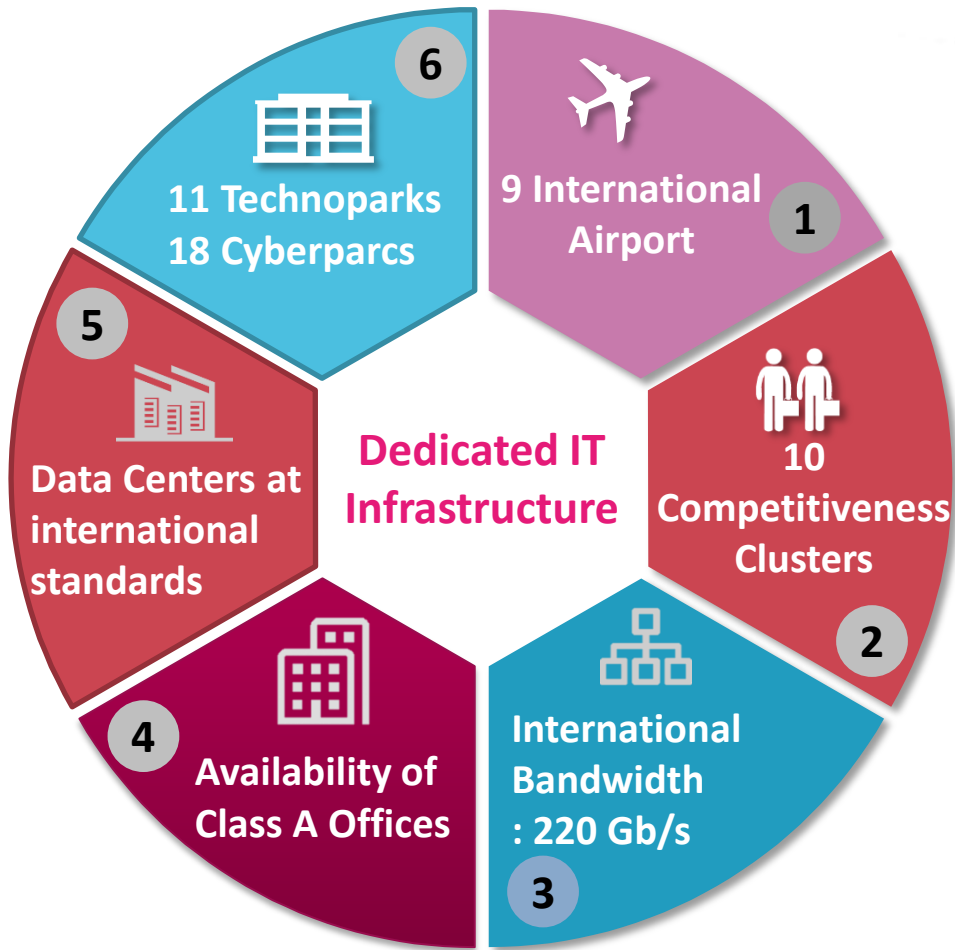 Dedicated IT
Infrastructure
1
9 International
Airport
2
10
Competitiveness
Clusters
3
International
Bandwidth
: 220 Gb/s
4
Availability of
Class A Offices
5
Data Centers at
international
standards
6
11 Technoparks
18 Cyberparcs